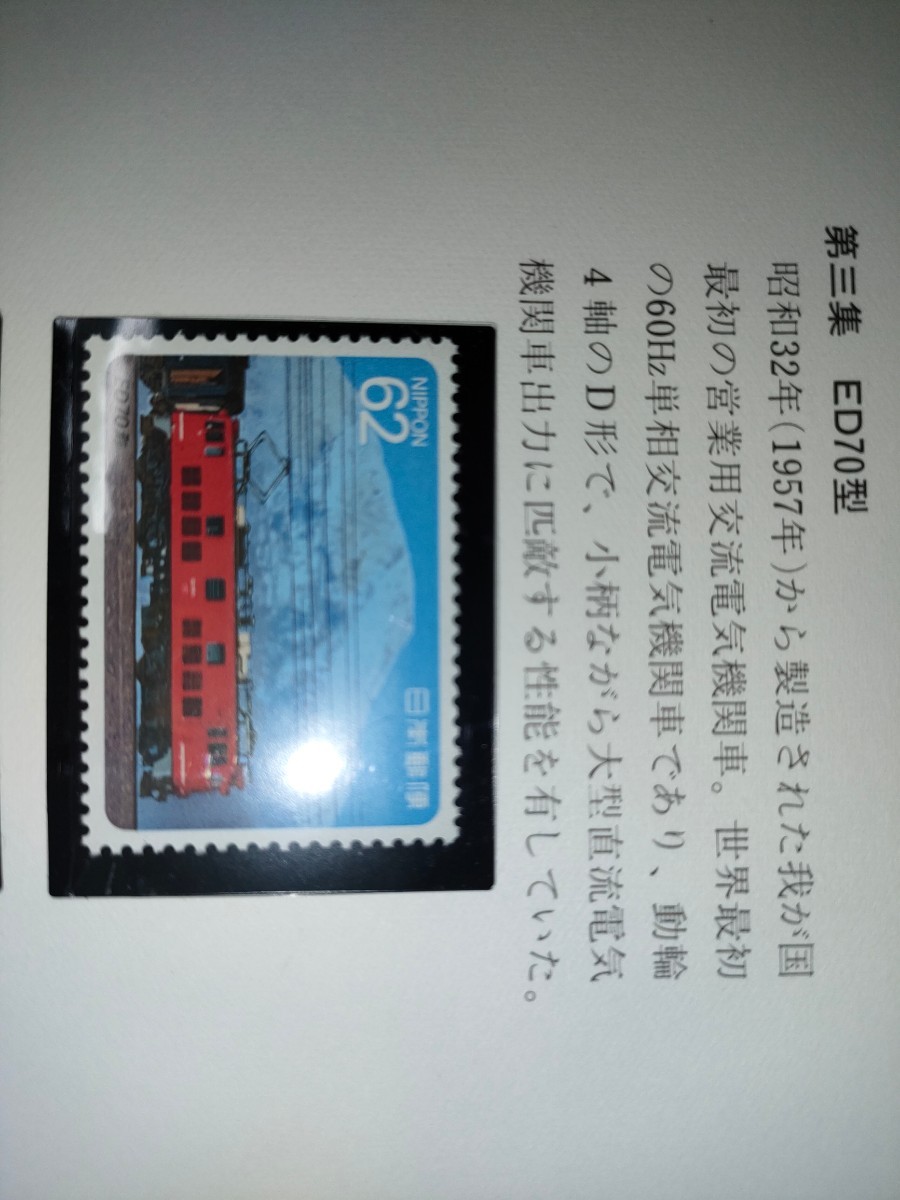 第三集 ED70型
昭和32年(1957年)から製造された我が国
最初の営業用交流電気機関車。世界最初
の60Hz単相交流電気機関車であり、動輪
4軸のD形で、小柄ながら大型直流電気
機関車出力に匹敵する性能を有していた。
NIPPON
62
日本郵便